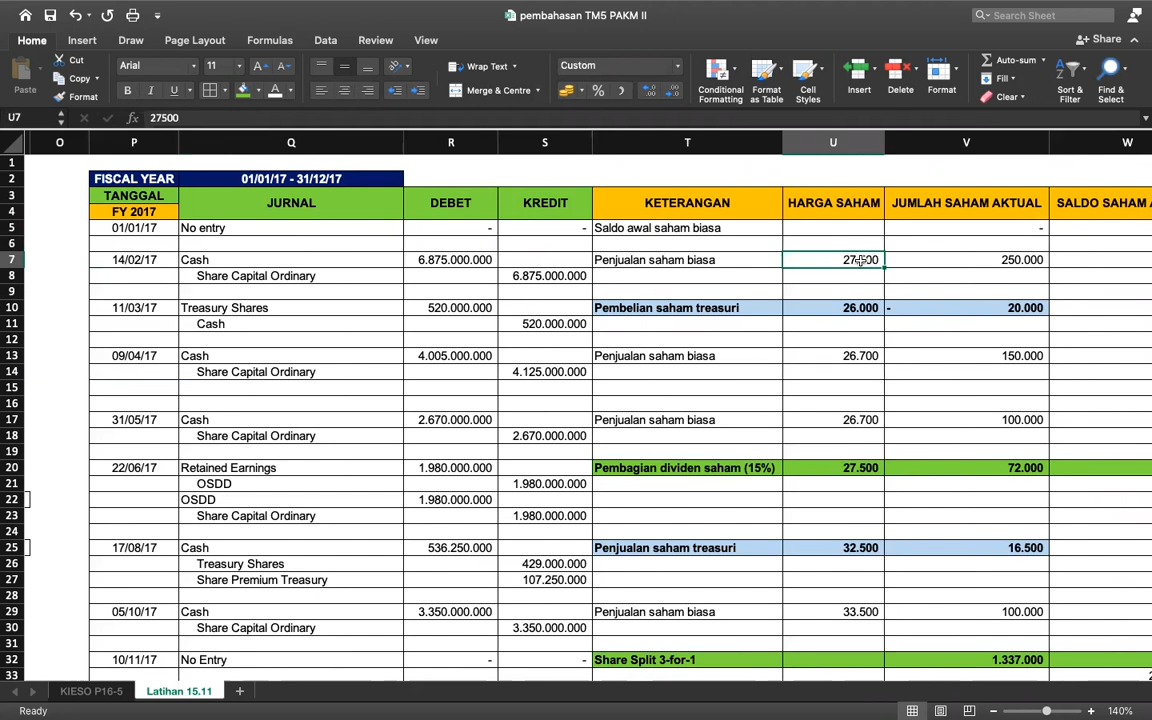 pembahasan TM5 PAKM II
Search Sheet
Home Insert Draw Page Layout Formulas Data Review View
Share
Paste
Cut
Copy
Format
Arial 11
B I U
Wrap Text
Merge & Centre
Custom
Conditional Formatting
Format as Table
Cell Styles
Insert
Delete
Format
Auto-sum
Fill
Clear
Sort & Filter
Find & Select
U7 fx 27500
O P Q R S T U V W
1
2 FISCAL YEAR 01/01/17 - 31/12/17
3 TANGGAL JURNAL DEBET KREDIT KETERANGAN HARGA SAHAM JUMLAH SAHAM AKTUAL SALDO SAHAM
4 FY 2017
5 01/01/17 No entry - - Saldo awal saham biasa -
6
7 14/02/17 Cash 6.875.000.000 Penjualan saham biasa 27.500 250.000
8 Share Capital Ordinary 6.875.000.000
9
10 11/03/17 Treasury Shares 520.000.000 Pembelian saham treasuri 26.000 - 20.000
11 Cash 520.000.000
12
13 09/04/17 Cash 4.005.000.000 Penjualan saham biasa 26.700 150.000
14 Share Capital Ordinary 4.125.000.000
15
16
17 31/05/17 Cash 2.670.000.000 Penjualan saham biasa 26.700 100.000
18 Share Capital Ordinary 2.670.000.000
19
20 22/06/17 Retained Earnings 1.980.000.000 Pembagian dividen saham (15%) 27.500 72.000
21 OSDD 1.980.000.000
22 OSDD 1.980.000.000
23 Share Capital Ordinary 1.980.000.000
24
25 17/08/17 Cash 536.250.000 Penjualan saham treasuri 32.500 16.500
26 Treasury Shares 429.000.000
27 Share Premium Treasury 107.250.000
28
29 05/10/17 Cash 3.350.000.000 Penjualan saham biasa 33.500 100.000
30 Share Capital Ordinary 3.350.000.000
31
32 10/11/17 No Entry - - Share Split 3-for-1 1.337.000
33
KIESO P16-5 Latihan 15.11 +
Ready
140%